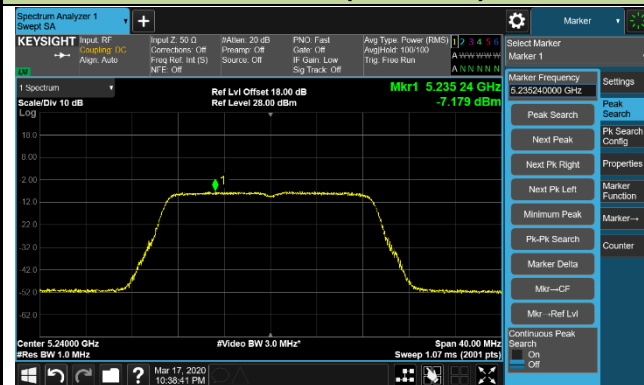 Spectrum Analyzer 1
Swept SA
+
Marker
KEYSIGHT
Input: RF
Coupling: DC
Align: Auto
Input Z: 50 Ω
Corrections: Off
Freq Ref: Int (S)
NFE: Off
#Atten: 20 dB
Preamp: Off
Source: Off
PNO: Fast
Gate: Off
IF Gain: Low
Sig Track: Off
Avg Type: Power (RMS)
Avg|Hold: 100/100
Trig: Free Run
1 2 3 4 5 6
A W W W W W
A N N N N N
LXI
Select Marker
Marker 1
1 Spectrum
Scale/Div 10 dB
Log
Ref Lvl Offset 18.00 dB
Ref Level 28.00 dBm
Mkr1 5.235 24 GHz
-7.179 dBm
18.0
8.00
-2.00
-12.0
-22.0
-32.0
-42.0
-52.0
-62.0
1
Center 5.24000 GHz
#Res BW 1.0 MHz
#Video BW 3.0 MHz*
Span 40.00 MHz
Sweep 1.07 ms (2001 pts)
Marker Frequency
5.235240000 GHz
Peak Search
Next Peak
Next Pk Right
Next Pk Left
Minimum Peak
Pk-Pk Search
Marker Delta
Mkr→CF
Mkr→Ref Lvl
Continuous Peak
Search
On
Off
Settings
Peak
Search
Pk Search
Config
Properties
Marker
Function
Marker→
Counter
?
Mar 17, 2020
10:38:41 PM